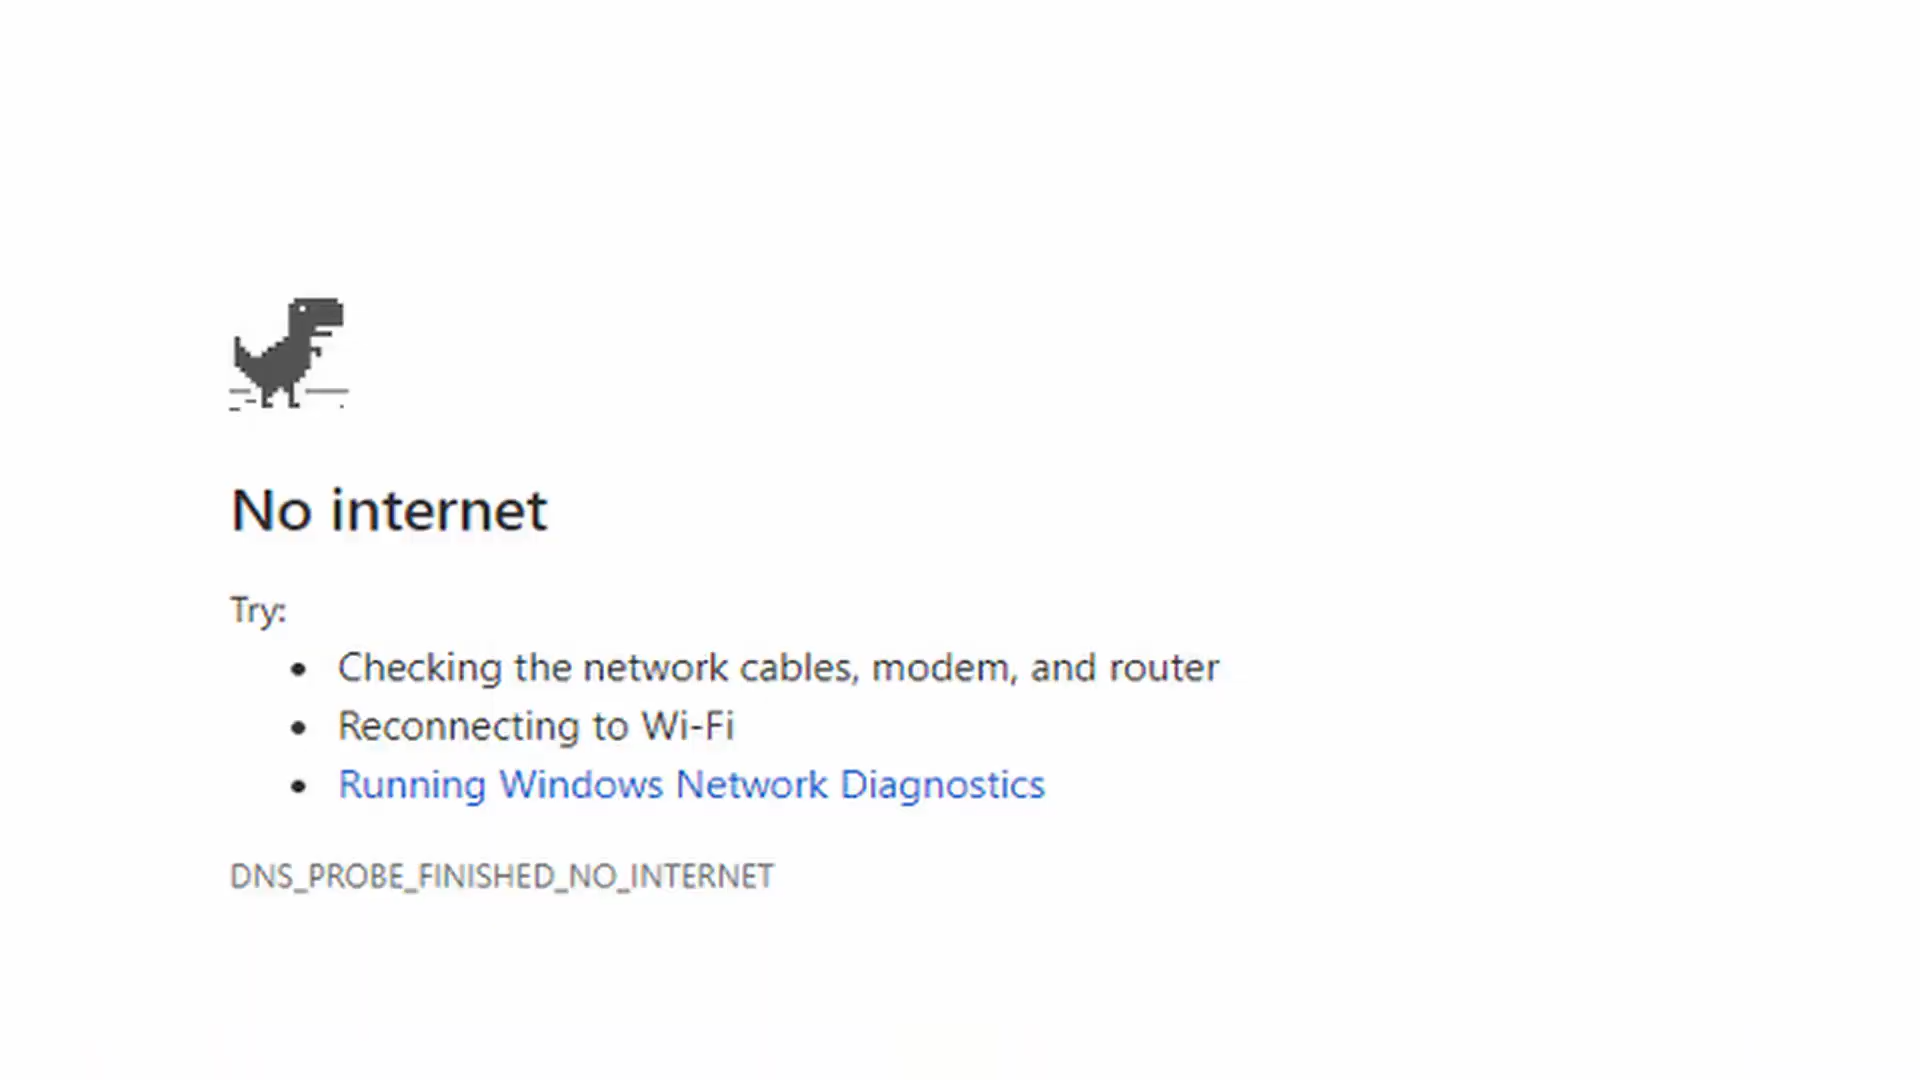 No internet
Try:
• Checking the network cables, modem, and router
• Reconnecting to Wi-Fi
• Running Windows Network Diagnostics
DNS_PROBE_FINISHED_NO_INTERNET